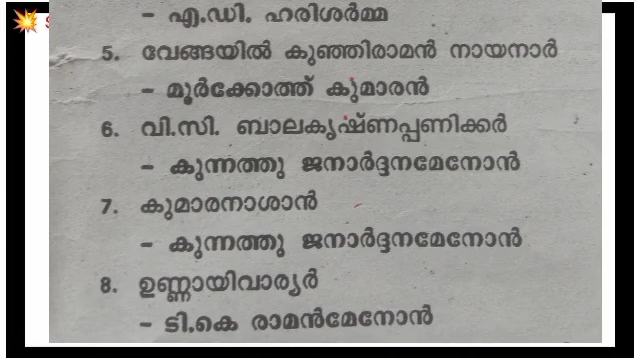 – എ.ഡി. ഹരിശർമ്മ
5. വേങ്ങയിൽ കുഞ്ഞിരാമൻ നായനാർ
– മൂർക്കോത്ത് കുമാരൻ
6. വി.സി. ബാലകൃഷ്ണപ്പണിക്കർ
– കുന്നത്തു ജനാർദ്ദനമേനോൻ
7. കുമാരനാശാൻ
– കുന്നത്തു ജനാർദ്ദനമേനോൻ
8. ഉണ്ണായിവാര്യർ
– ടി.കെ രാമൻമേനോൻ